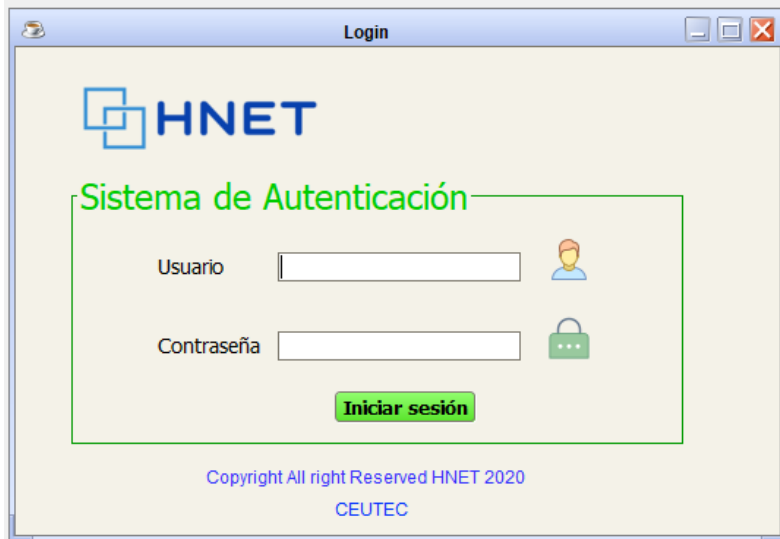 Login
HNET
Sistema de Autenticación
Usuario
Contraseña
Iniciar sesión
Copyright All right Reserved HNET 2020
CEUTEC